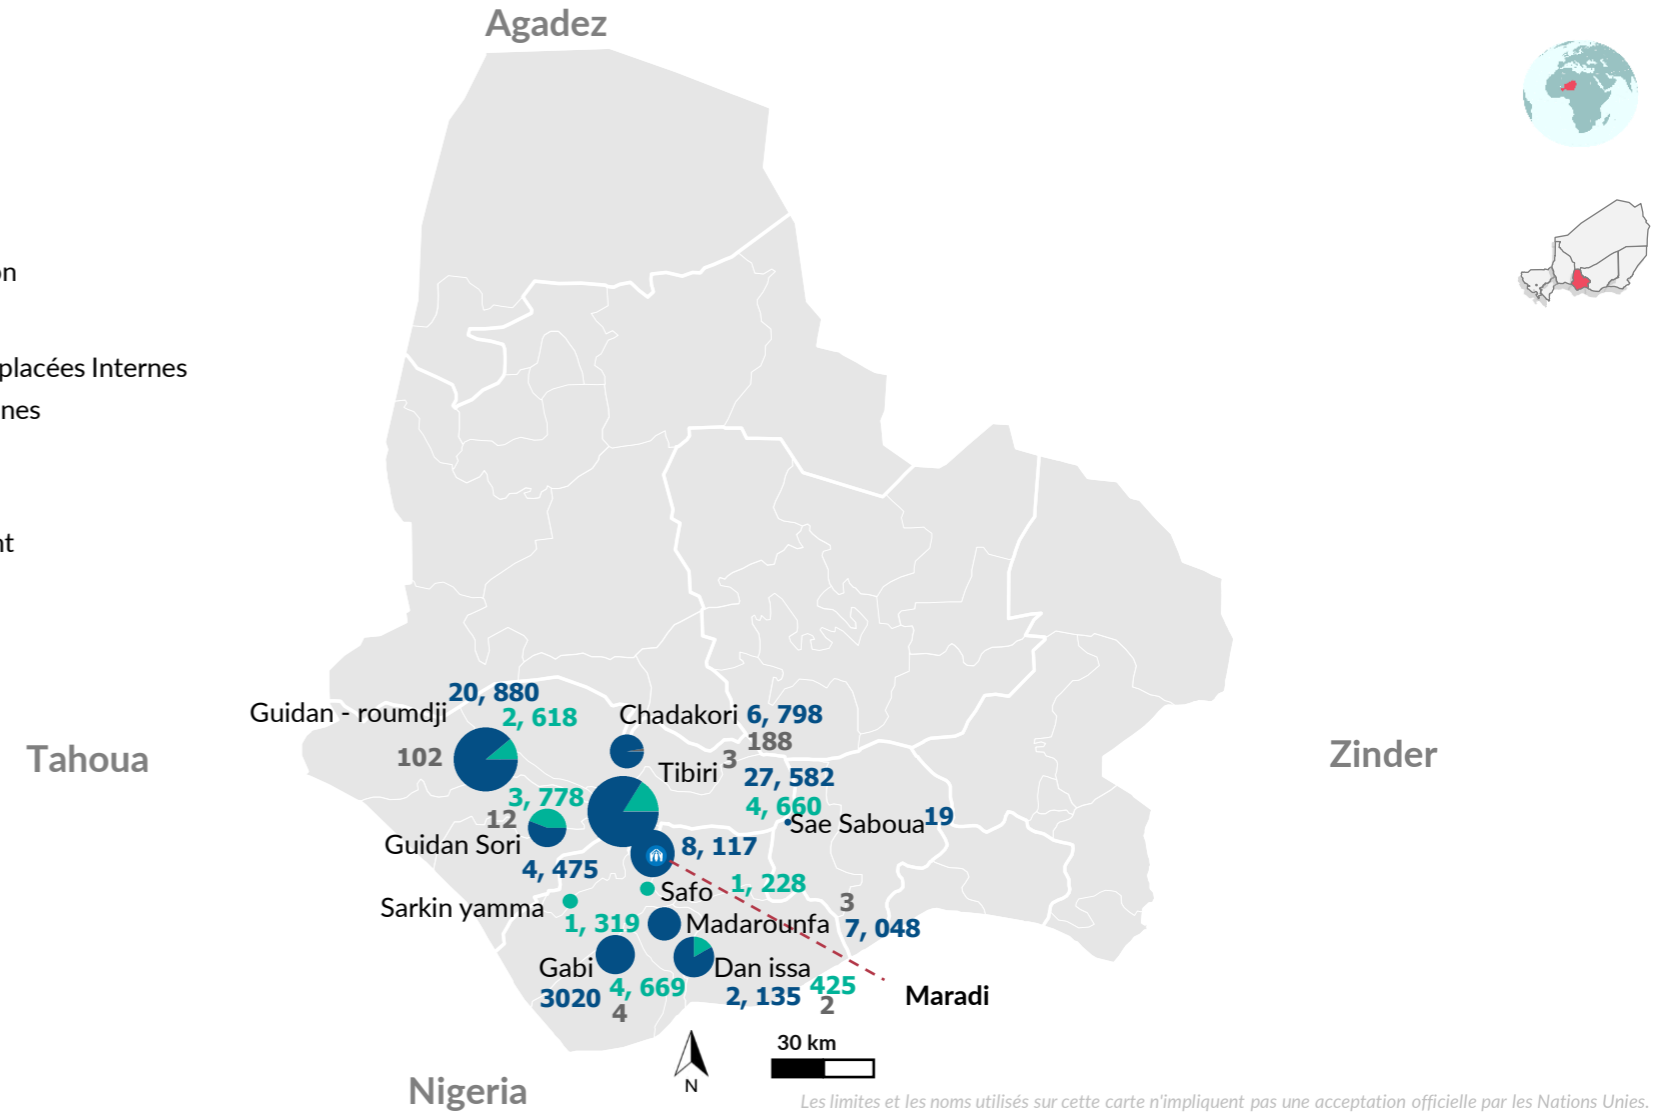 Agadez
on
placées Internes
nes
nt
20, 880
Guidan - roumdji
2, 618
Chadakori 6, 798
188
102
3
Tahoua
Zinder
Tibiri
27, 582
3, 778
4, 660
12
Sae Saboua 19
Guidan Sori
8, 117
4, 475
1, 228
Safo
3
Sarkin yamma
1, 319
Madarounfa 7, 048
Gabi
Dan issa
4, 669
425
3020
2, 135
2
Maradi
4
30 km
N
Nigeria
Les limites et les noms utilisés sur cette carte n'impliquent pas une acceptation officielle par les Nations Unies.